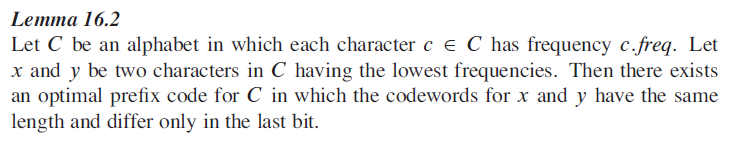 Lemma 16.2
Let C be an alphabet in which each character c ∈ C has frequency c.freq. Let
x and y be two characters in C having the lowest frequencies. Then there exists
an optimal prefix code for C in which the codewords for x and y have the same
length and differ only in the last bit.